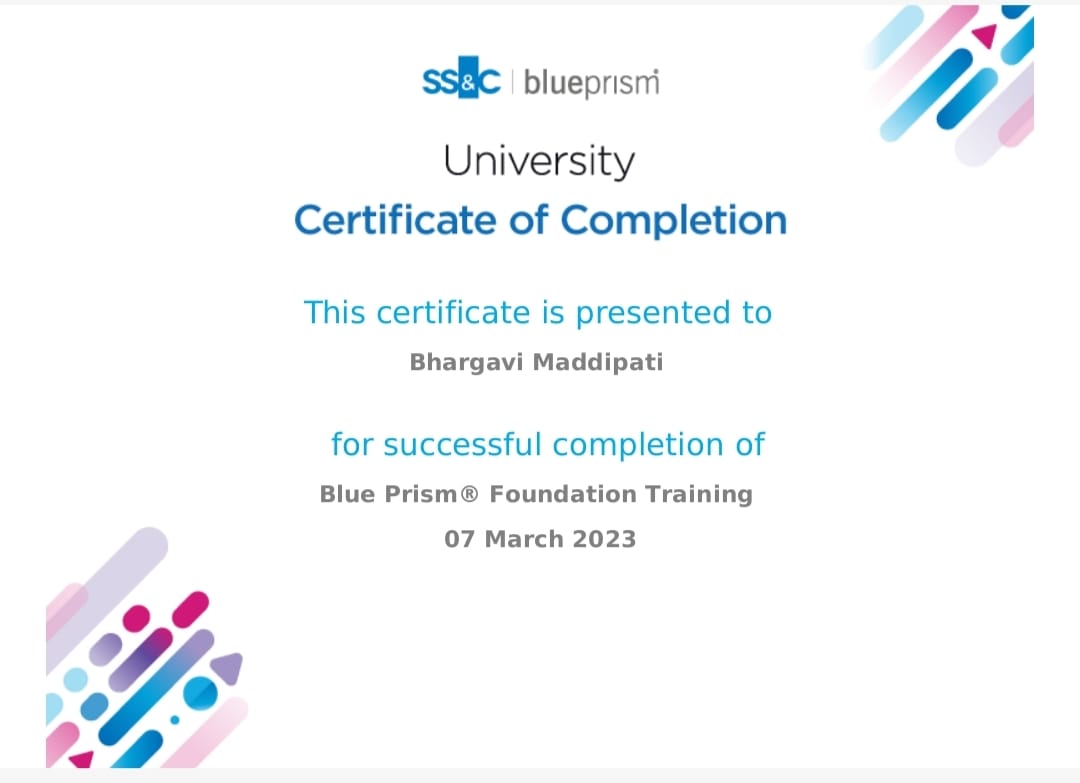 SS&C | blueprism
University
Certificate of Completion
This certificate is presented to
Bhargavi Maddipati
for successful completion of
Blue Prism® Foundation Training
07 March 2023